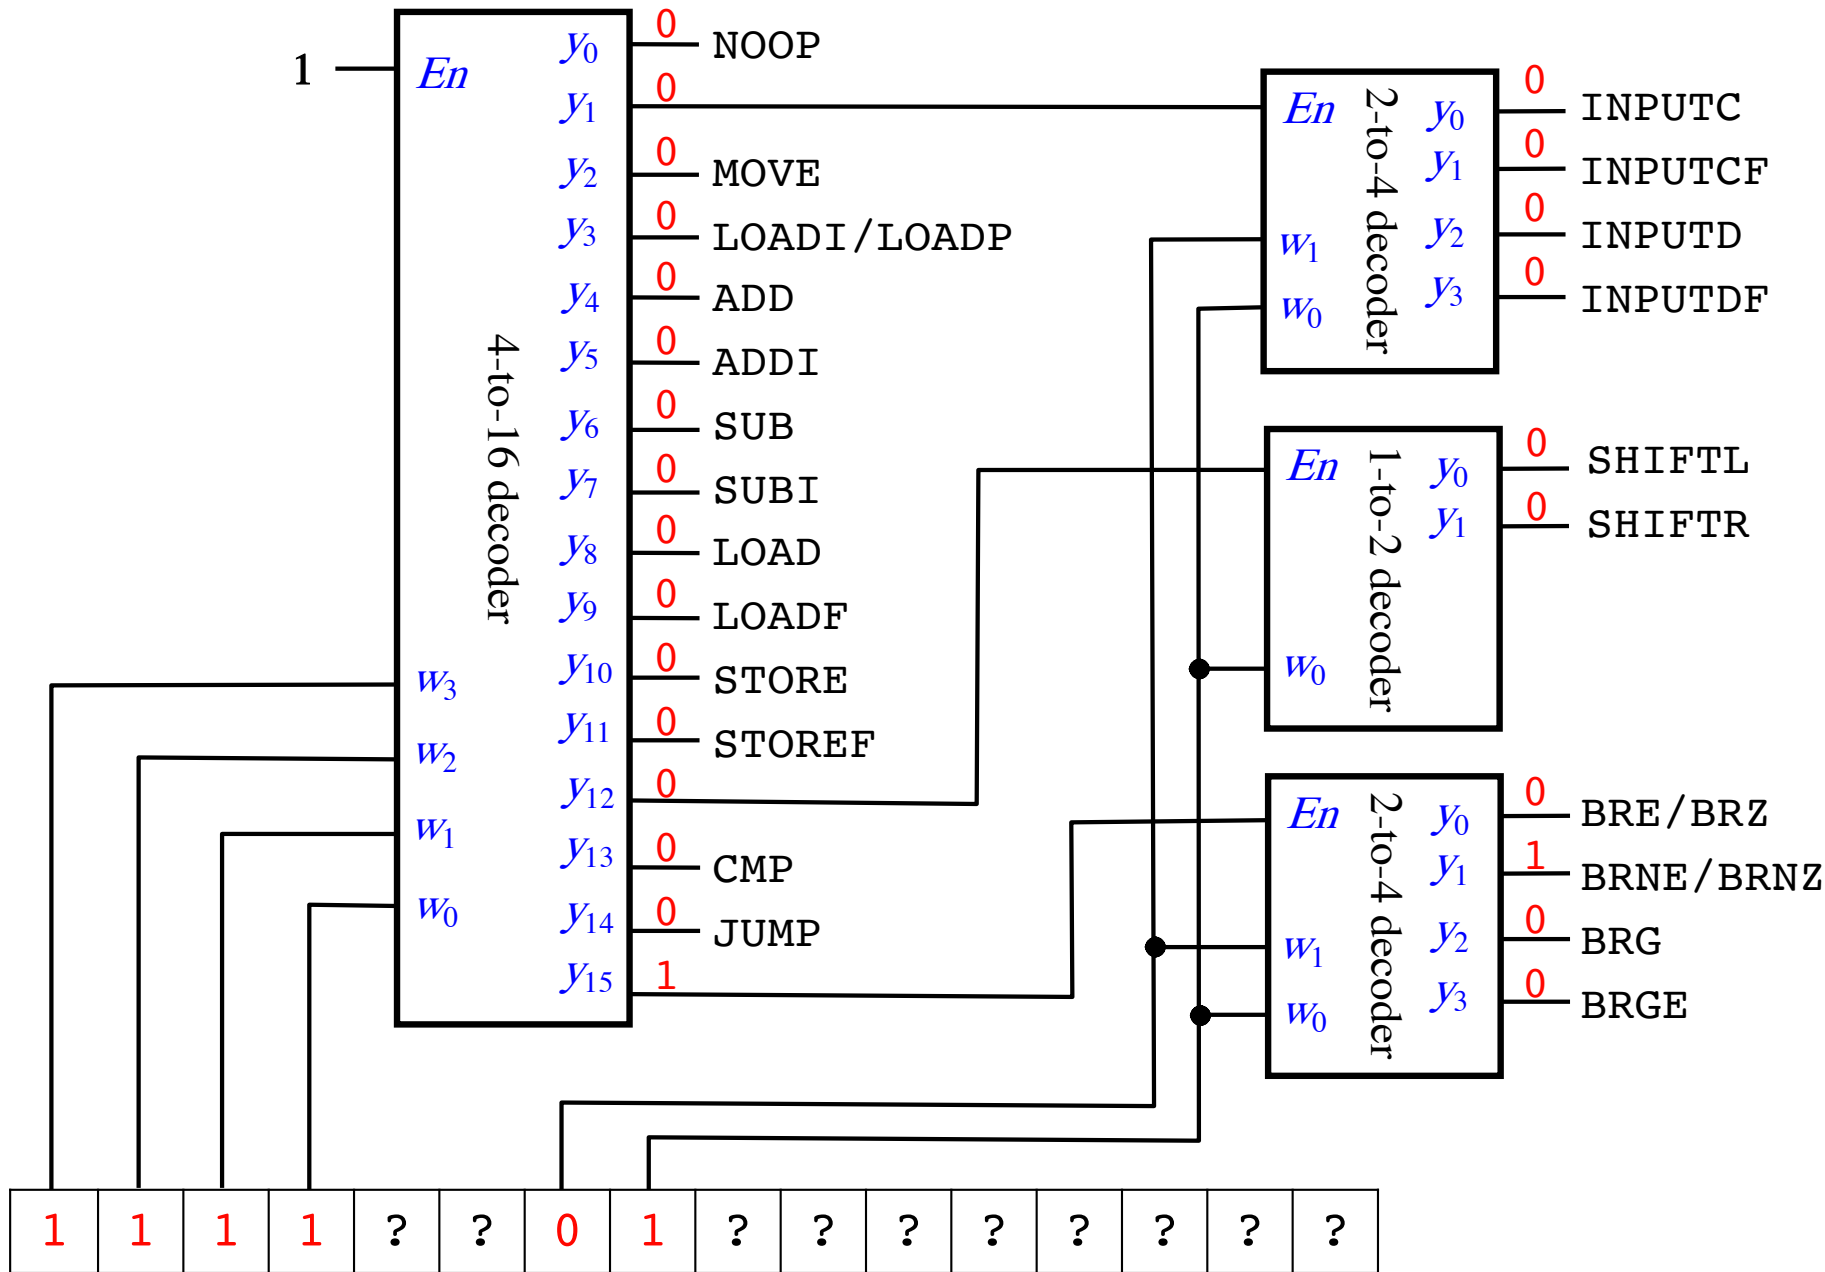 1
En
4-to-16 decoder
w3
w2
w1
w0
y0 0 NOOP
y1 0
y2 0 MOVE
y3 0 LOADI/LOADP
y4 0 ADD
y5 0 ADDI
y6 0 SUB
y7 0 SUBI
y8 0 LOAD
y9 0 LOADF
y10 0 STORE
y11 0 STOREF
y12 0
y13 0 CMP
y14 0 JUMP
y15 1
En
w1
w0
2-to-4 decoder
y0 0 INPUTC
y1 0 INPUTCF
y2 0 INPUTD
y3 0 INPUTDF
En
w0
1-to-2 decoder
y0 0 SHIFTL
y1 0 SHIFTR
En
w1
w0
2-to-4 decoder
y0 0 BRE/BRZ
y1 1 BRNE/BRNZ
y2 0 BRG
y3 0 BRGE
1 1 1 1 ? ? 0 1 ? ? ? ? ? ? ? ?